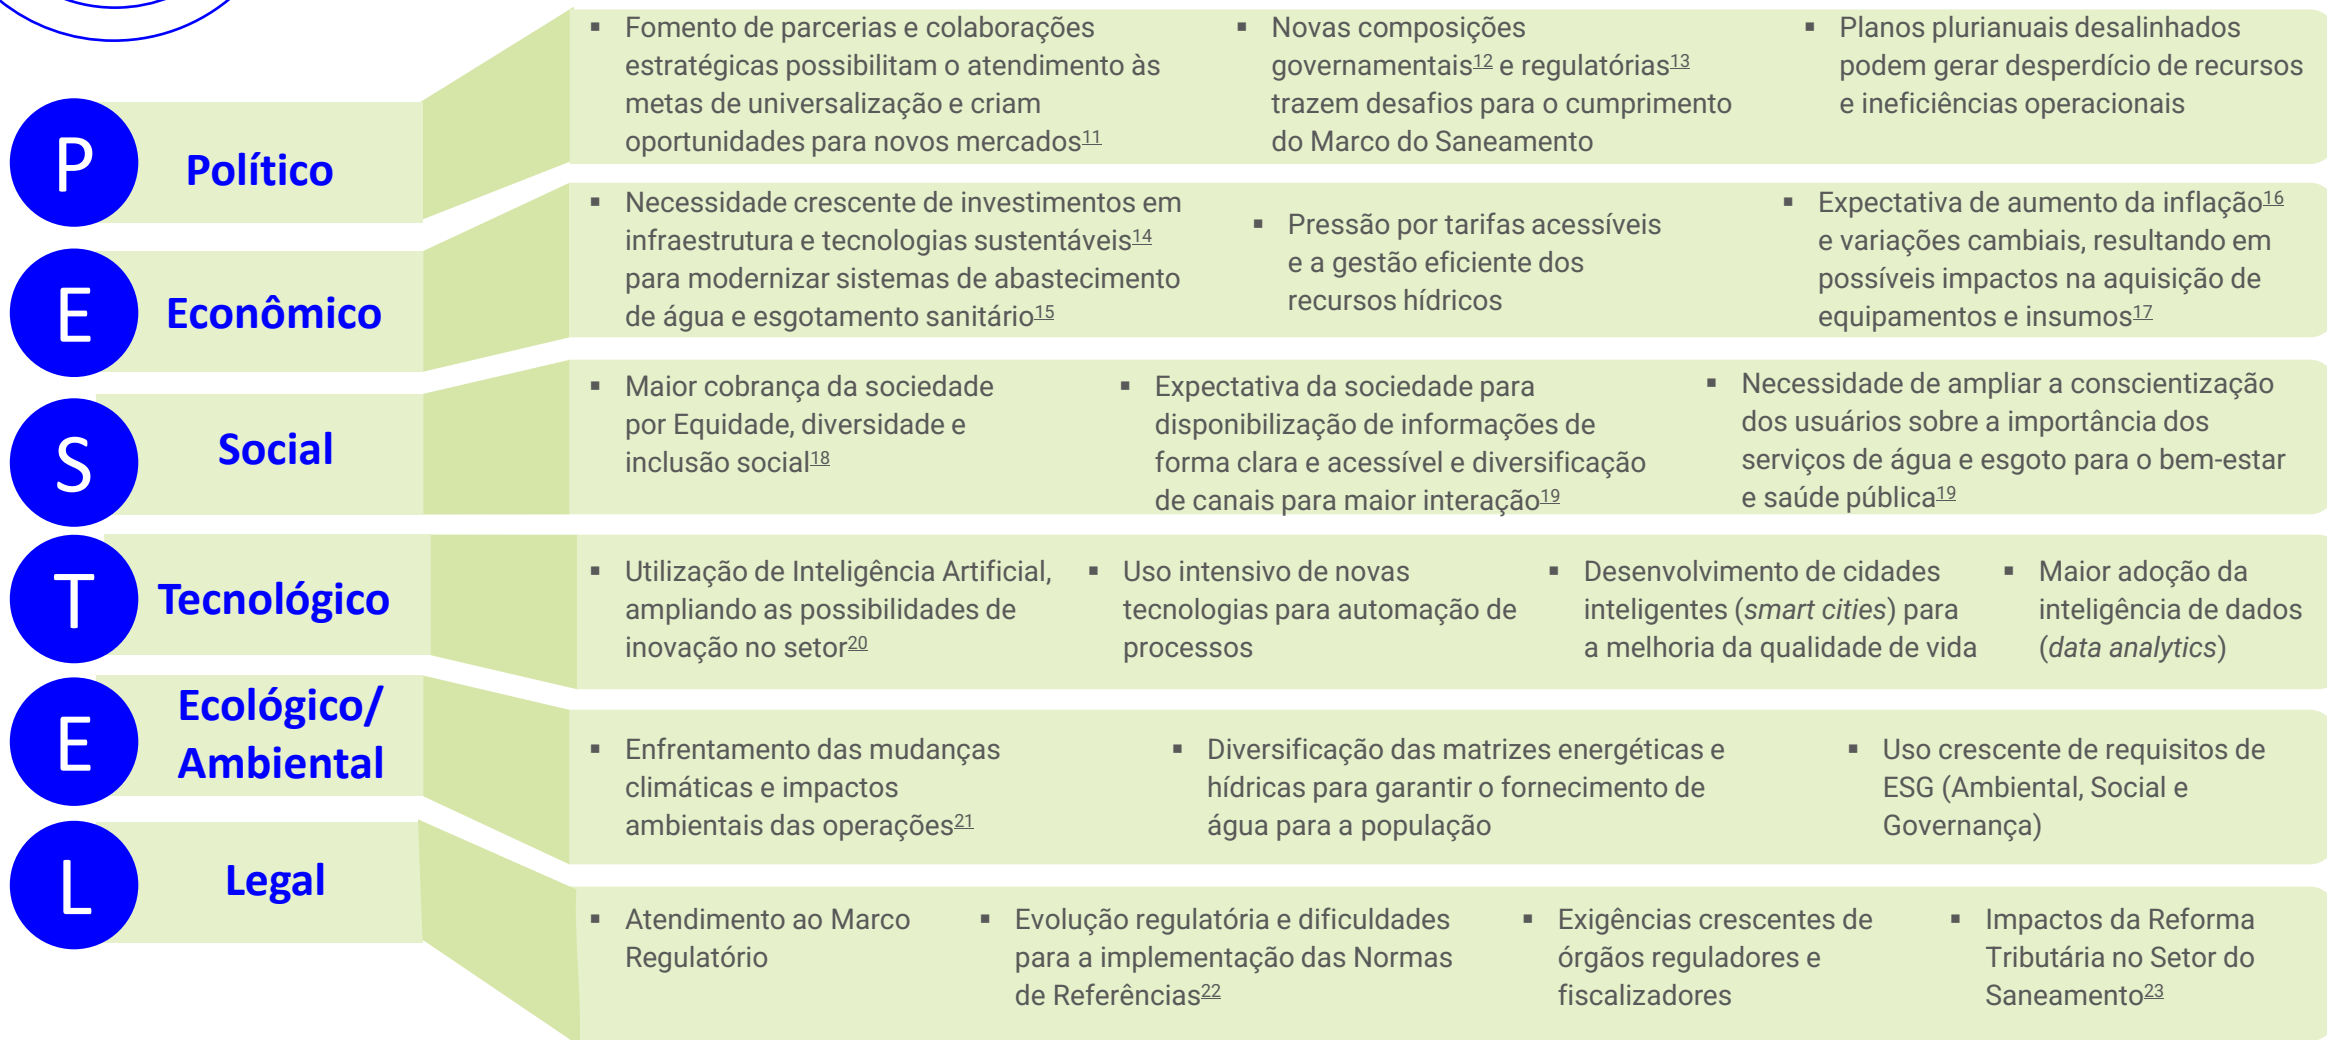 P
Político
▪ Fomento de parcerias e colaborações
estratégicas possibilitam o atendimento às
metas de universalização e criam
oportunidades para novos mercados11
▪ Novas composições
governamentais12 e regulatórias13
trazem desafios para o cumprimento
do Marco do Saneamento
▪ Planos plurianuais desalinhados
podem gerar desperdício de recursos
e ineficiências operacionais
E
Econômico
▪ Necessidade crescente de investimentos em
infraestrutura e tecnologias sustentáveis14
para modernizar sistemas de abastecimento
de água e esgotamento sanitário15
▪ Pressão por tarifas acessíveis
e a gestão eficiente dos
recursos hídricos
▪ Expectativa de aumento da inflação16
e variações cambiais, resultando em
possíveis impactos na aquisição de
equipamentos e insumos17
S
Social
▪ Maior cobrança da sociedade
por Equidade, diversidade e
inclusão social18
▪ Expectativa da sociedade para
disponibilização de informações de
forma clara e acessível e diversificação
de canais para maior interação19
▪ Necessidade de ampliar a conscientização
dos usuários sobre a importância dos
serviços de água e esgoto para o bem-estar
e saúde pública19
T
Tecnológico
▪ Utilização de Inteligência Artificial,
ampliando as possibilidades de
inovação no setor20
▪ Uso intensivo de novas
tecnologias para automação de
processos
▪ Desenvolvimento de cidades
inteligentes (smart cities) para
a melhoria da qualidade de vida
▪ Maior adoção da
inteligência de dados
(data analytics)
E
Ecológico/
Ambiental
▪ Enfrentamento das mudanças
climáticas e impactos
ambientais das operações21
▪ Diversificação das matrizes energéticas e
hídricas para garantir o fornecimento de
água para a população
▪ Uso crescente de requisitos de
ESG (Ambiental, Social e
Governança)
L
Legal
▪ Atendimento ao Marco
Regulatório
▪ Evolução regulatória e dificuldades
para a implementação das Normas
de Referências22
▪ Exigências crescentes de
órgãos reguladores e
fiscalizadores
▪ Impactos da Reforma
Tributária no Setor do
Saneamento23